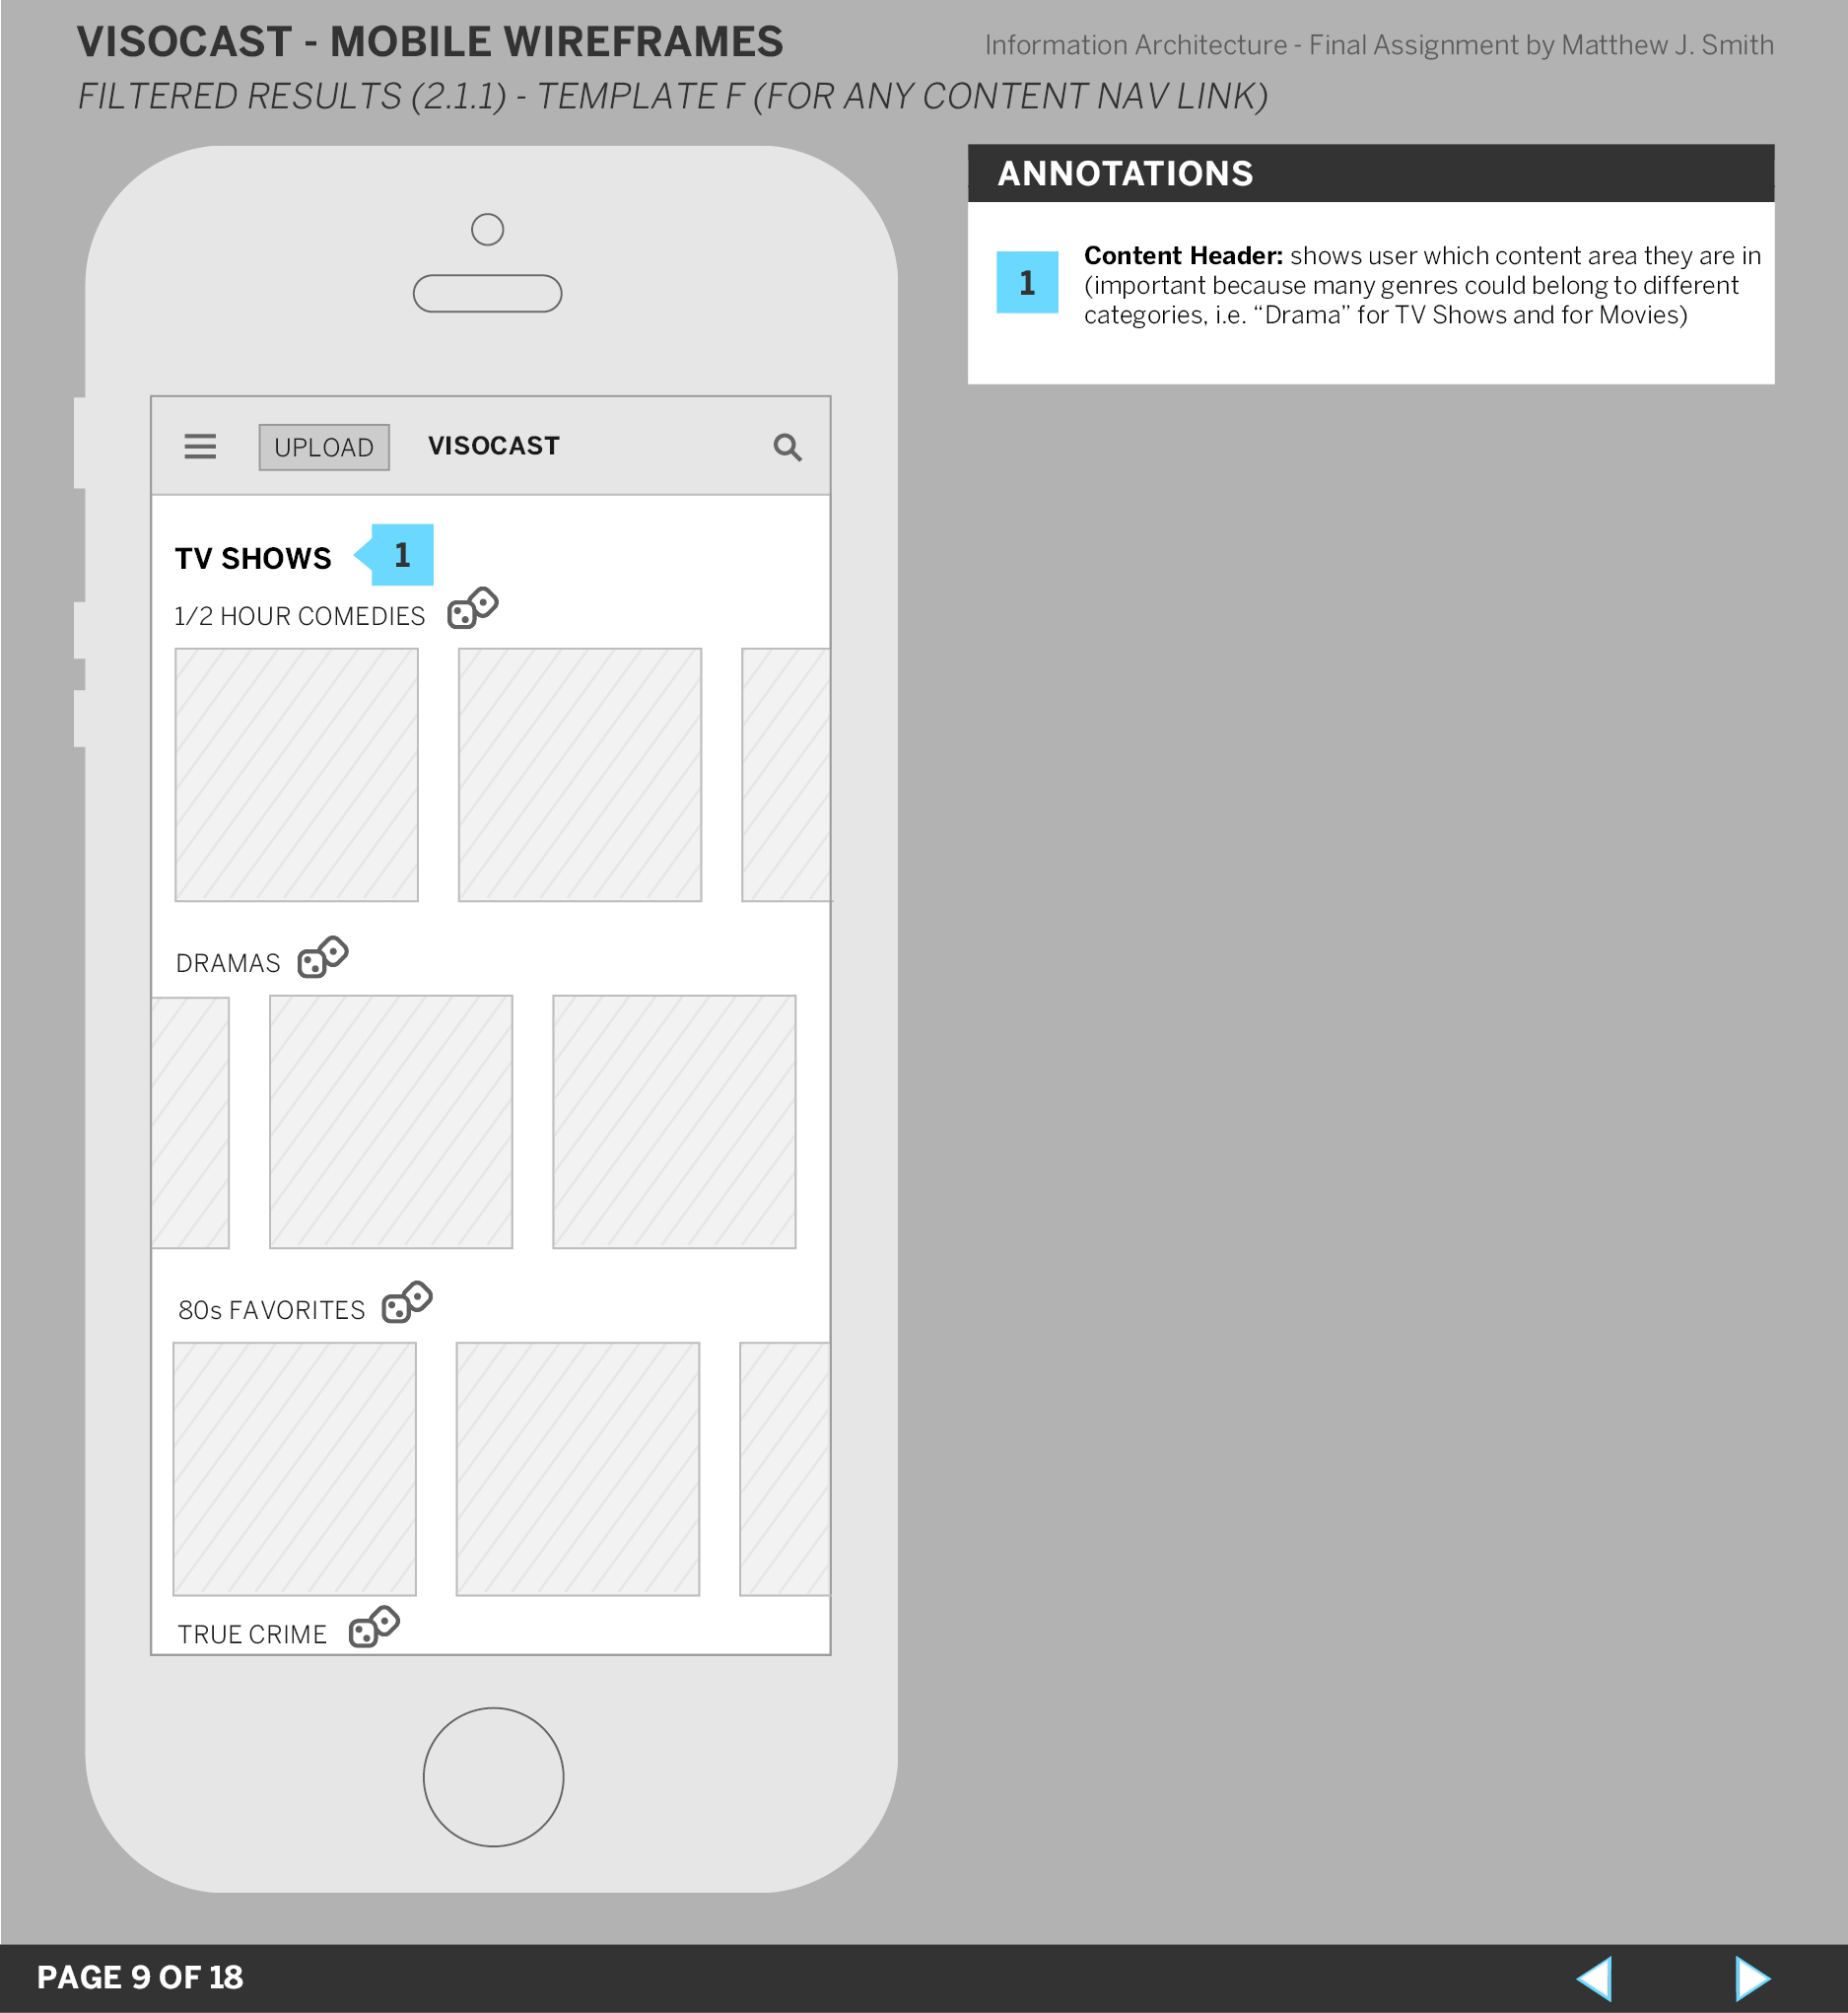 VISOCAST - MOBILE WIREFRAMES
Information Architecture - Final Assignment by Matthew J. Smith
FILTERED RESULTS (2.1.1) - TEMPLATE F (FOR ANY CONTENT NAV LINK)
ANNOTATIONS
1
Content Header: shows user which content area they are in
(important because many genres could belong to different
categories, i.e. “Drama” for TV Shows and for Movies)
UPLOAD
VISOCAST
TV SHOWS
1
1/2 HOUR COMEDIES
DRAMAS
80s FAVORITES
TRUE CRIME
PAGE 9 OF 18